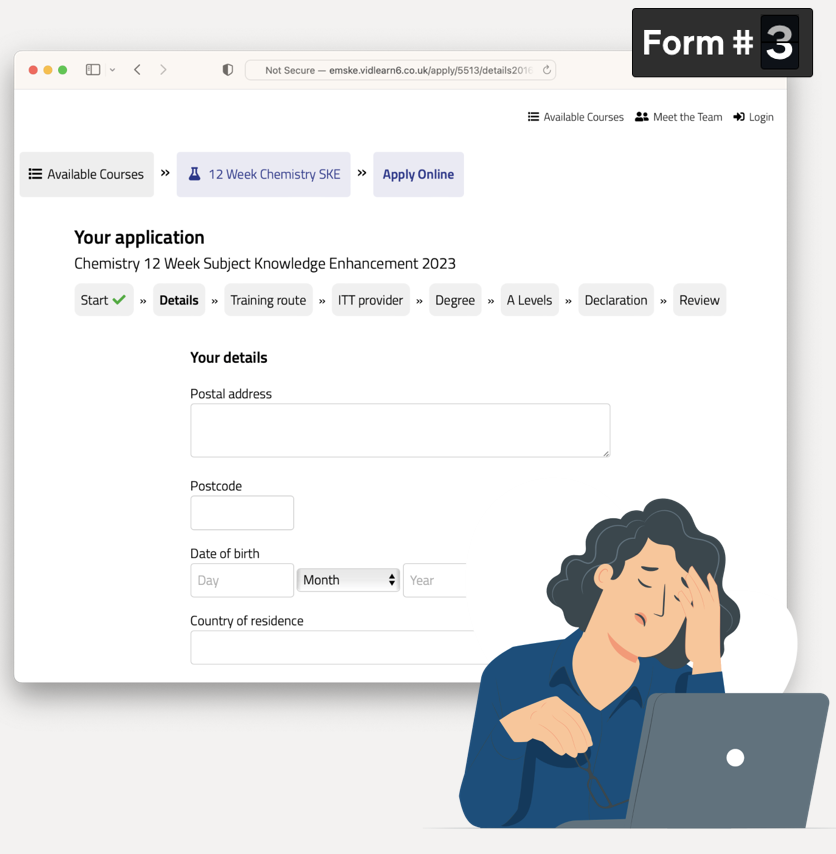 Form # 3
Not Secure — emske.vidlearn6.co.uk/apply/5513/details2016
Available Courses Meet the Team Login
Available Courses » 12 Week Chemistry SKE » Apply Online
Your application
Chemistry 12 Week Subject Knowledge Enhancement 2023
Start » Details » Training route » ITT provider » Degree » A Levels » Declaration » Review
Your details
Postal address
Postcode
Date of birth
Day Month Year
Country of residence